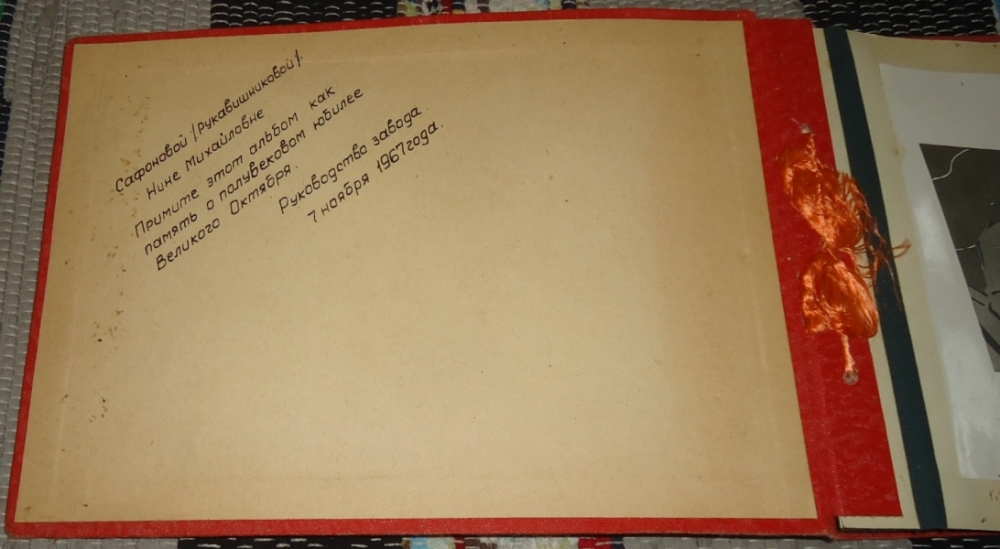 Сафоновой /Рукавишниковой/.
Нине Михайловне
Примите этот альбом как
память о полувековом юбилее
Великого Октября.
Руководство завода
7 ноября 1967 года.